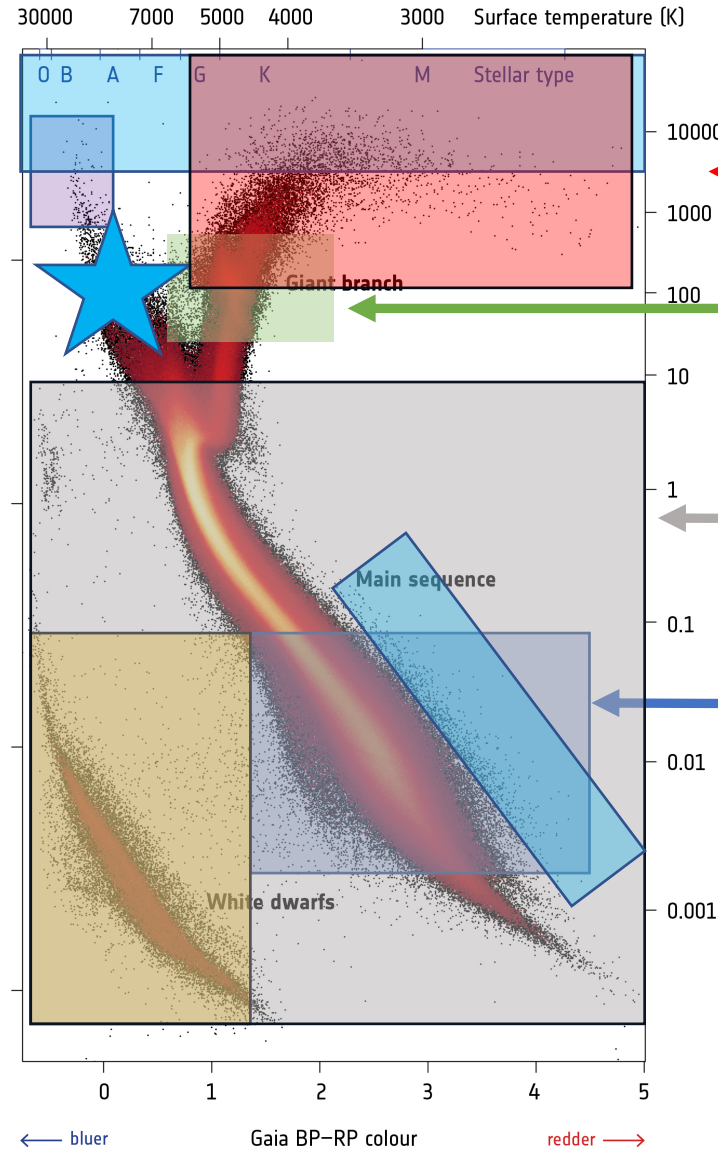 30000 7000 5000 4000 3000 Surface temperature (K)
O B A F G K M Stellar type
10000
1000
Giant branch
100
10
1
Main sequence
0.1
0.01
White dwarfs
0.001
0 1 2 3 4 5
bluer Gaia BP–RP colour redder